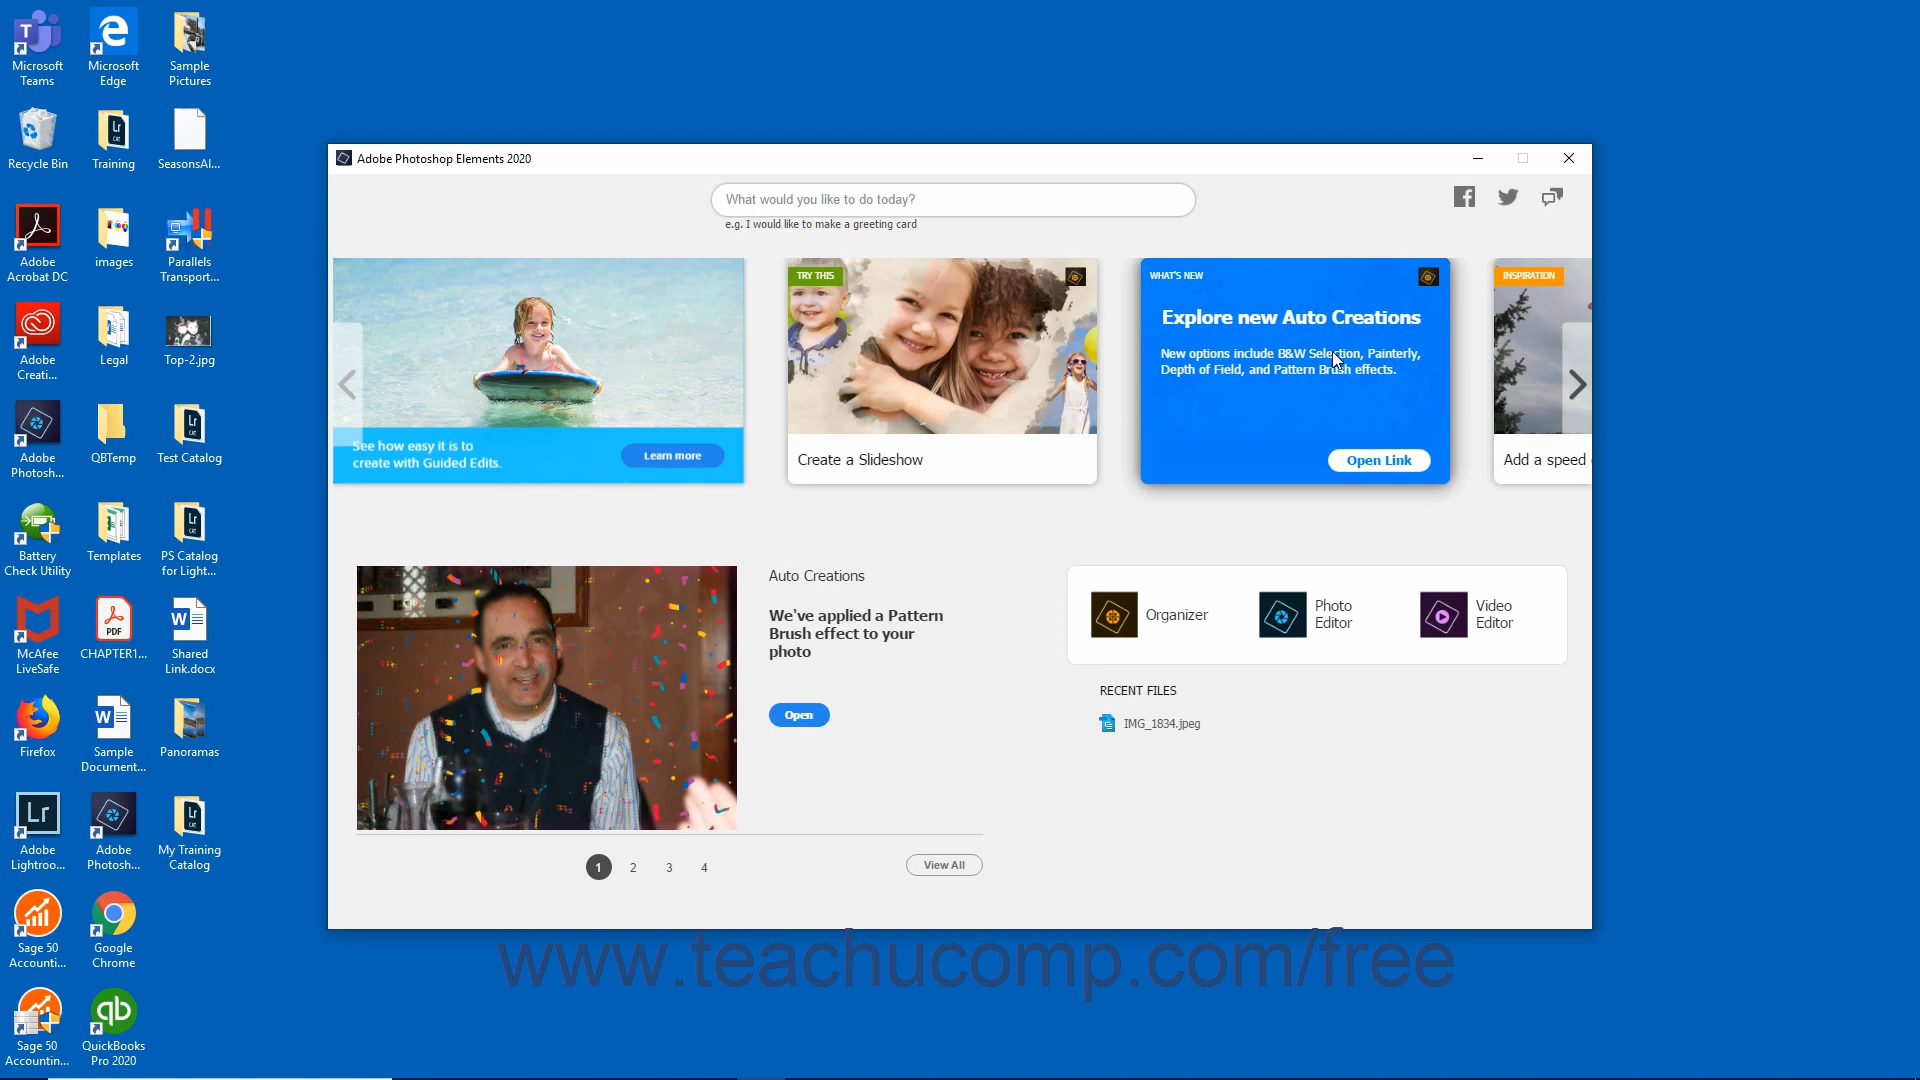 Microsoft
Teams
Microsoft
Edge
Sample
Pictures
Recycle Bin
Training
SeasonsAl...
Adobe
Acrobat DC
images
Parallels
Transport...
Adobe
Creati...
Legal
Top-2.jpg
Adobe
Photosh...
QBTemp
Test Catalog
Battery
Check Utility
Templates
PS Catalog
for Light...
McAfee
LiveSafe
CHAPTER1...
Shared
Link.docx
Firefox
Sample
Document...
Panoramas
Adobe
Lightroo...
Adobe
Photosh...
My Training
Catalog
Sage 50
Accounti...
Google
Chrome
Sage 50
Accountin...
QuickBooks
Pro 2020
Adobe Photoshop Elements 2020
What would you like to do today?
e.g. I would like to make a greeting card
See how easy it is to
create with Guided Edits.
Learn more
TRY THIS
Create a Slideshow
WHAT'S NEW
Explore new Auto Creations
New options include B&W Selection, Painterly,
Depth of Field, and Pattern Brush effects.
Open Link
INSPIRATION
Add a speed
Auto Creations
We've applied a Pattern
Brush effect to your
photo
Open
1 2 3 4
View All
Organizer
Photo
Editor
Video
Editor
RECENT FILES
IMG_1834.jpeg
www.teachucomp.com/free